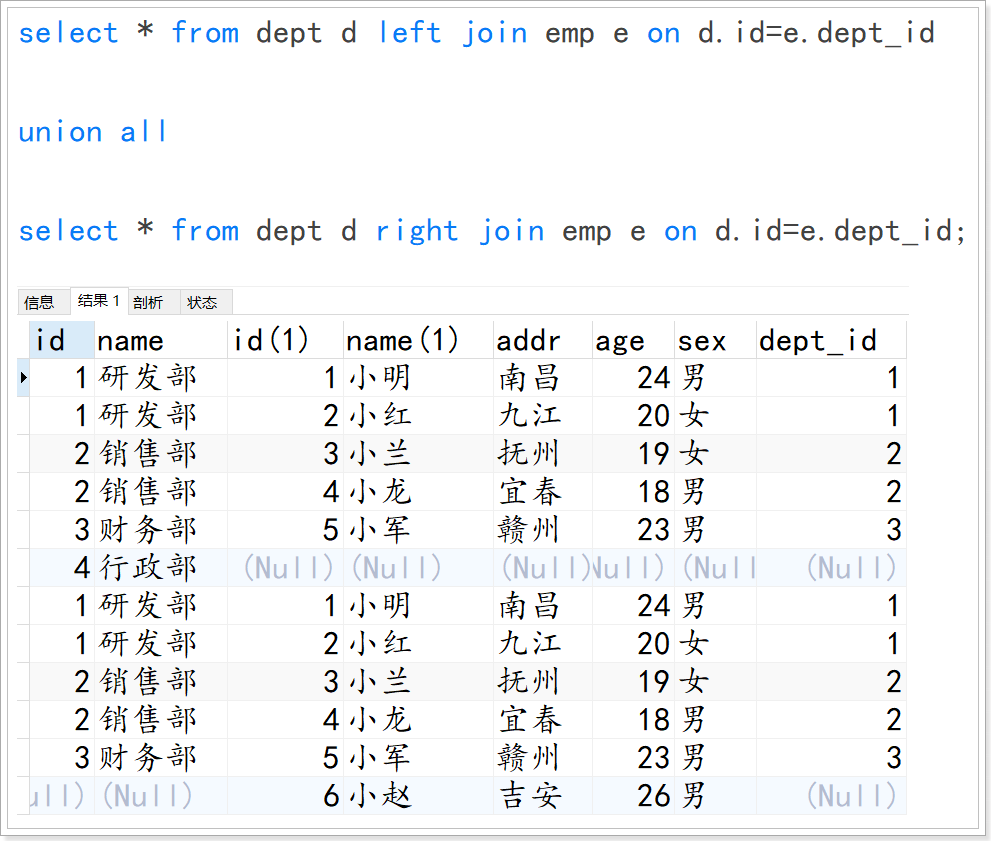 select * from dept d left join emp e on d.id=e.dept_id
union all
select * from dept d right join emp e on d.id=e.dept_id;
信息 结果 1 剖析 状态
id name id(1) name(1) addr age sex dept_id
1 研发部 1 小明 南昌 24 男 1
1 研发部 2 小红 九江 20 女 1
2 销售部 3 小兰 抚州 19 女 2
2 销售部 4 小龙 宜春 18 男 2
3 财务部 5 小军 赣州 23 男 3
4 行政部 (Null) (Null) (Null) Null) (Null (Null)
1 研发部 1 小明 南昌 24 男 1
1 研发部 2 小红 九江 20 女 1
2 销售部 3 小兰 抚州 19 女 2
2 销售部 4 小龙 宜春 18 男 2
3 财务部 5 小军 赣州 23 男 3
ull) (Null) 6 小赵 吉安 26 男 (Null)